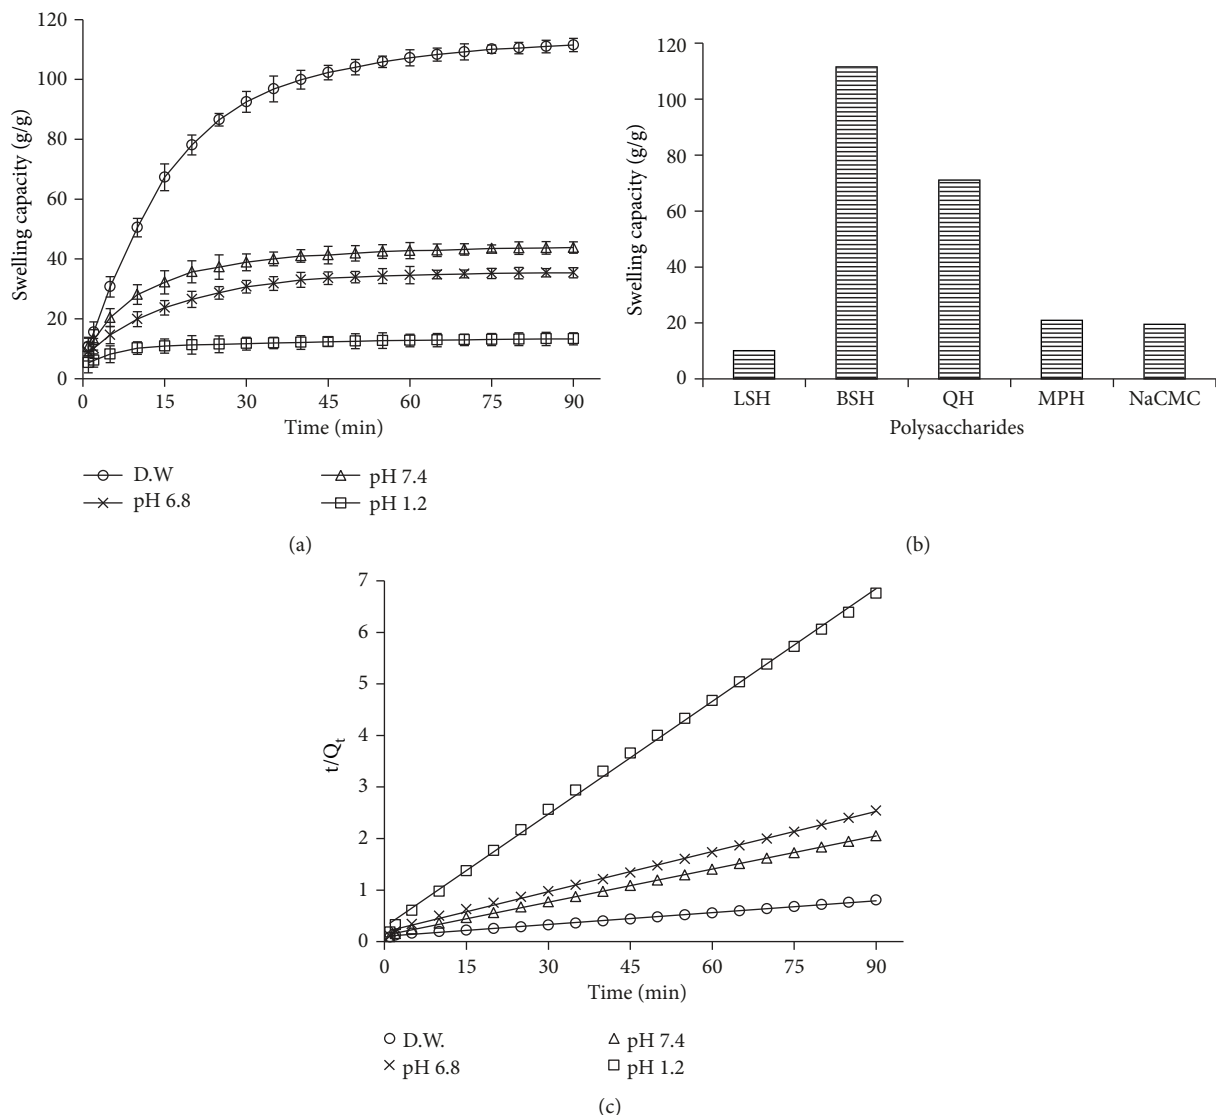 120
100
80
60
40
20
0
Swelling capacity (g/g)
0 15 30 45 60 75 90
Time (min)
D.W pH 7.4
pH 6.8 pH 1.2
(a)
120
100
80
60
40
20
0
Swelling capacity (g/g)
LSH BSH QH MPH NaCMC
Polysaccharides
(b)
7
6
5
4
3
2
1
0
t/Qt
0 15 30 45 60 75 90
Time (min)
D.W. pH 7.4
pH 6.8 pH 1.2
(c)